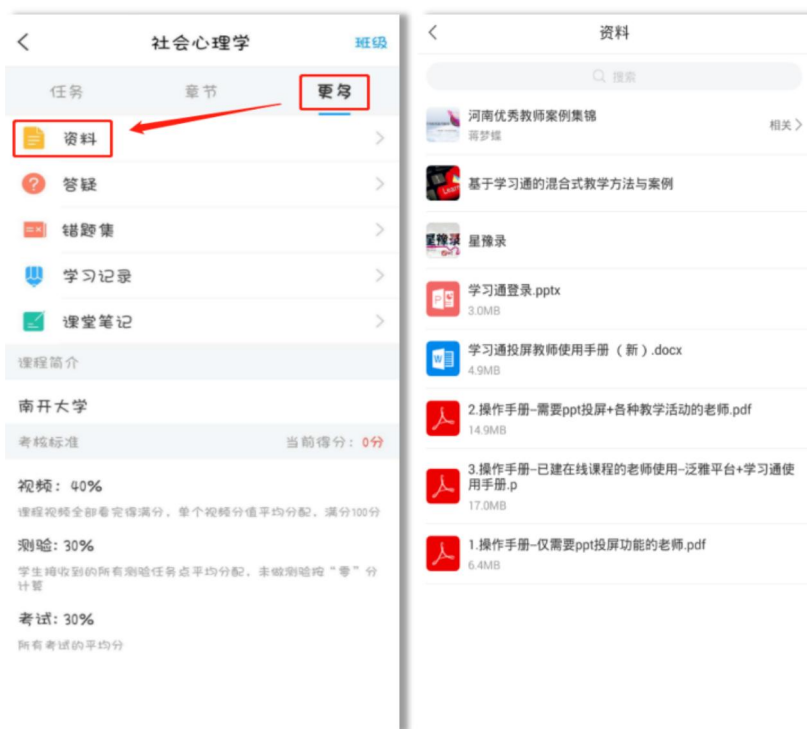 社会心理学
班级
任务
章节
更多
资料
答疑
错题集
学习记录
课堂笔记
课程简介
南开大学
考核标准
当前得分：0分
视频：40%
课程视频全部看完得满分，单个视频分值平均分配，满分100分
测验：30%
学生接收到的所有测验任务点平均分配，未做测验按“零”分
计算
考试：30%
所有考试的平均分
资料
搜索
河南优秀教师案例集锦
蒋梦蝶
相关
基于学习通的混合式教学方法与案例
星豫录
学习通登录.pptx
3.0MB
学习通投屏教师使用手册（新）.docx
4.9MB
2.操作手册–需要ppt投屏+各种教学活动的老师.pdf
14.9MB
3.操作手册–已建在线课程的老师使用–泛雅平台+学习通使
用手册.p
17.0MB
1.操作手册–仅需要ppt投屏功能的老师.pdf
6.4MB